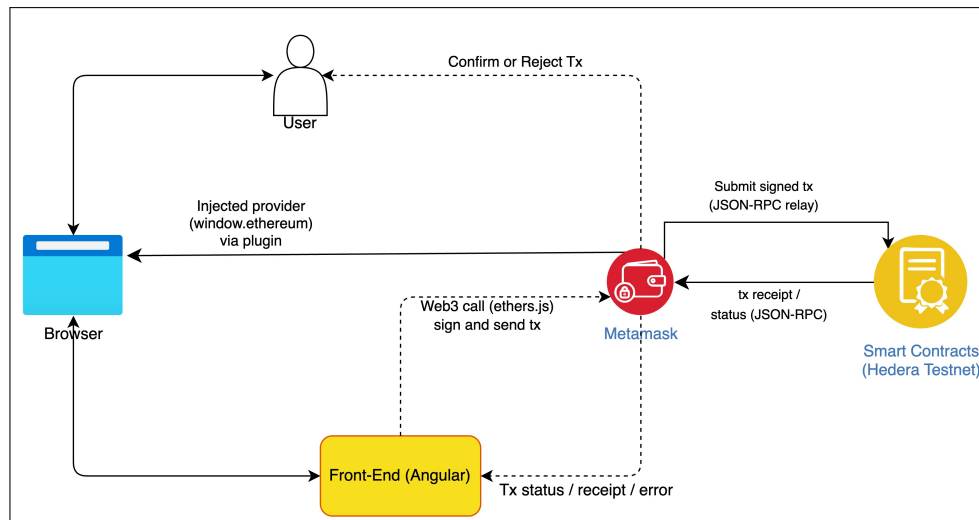 Confirm or Reject Tx
User
Injected provider
(window.ethereum)
via plugin
Submit signed tx
(JSON-RPC relay)
Browser
Web3 call (ethers.js)
sign and send tx
Metamask
tx receipt /
status (JSON-RPC)
Smart Contracts
(Hedera Testnet)
Front-End (Angular)
Tx status / receipt / error